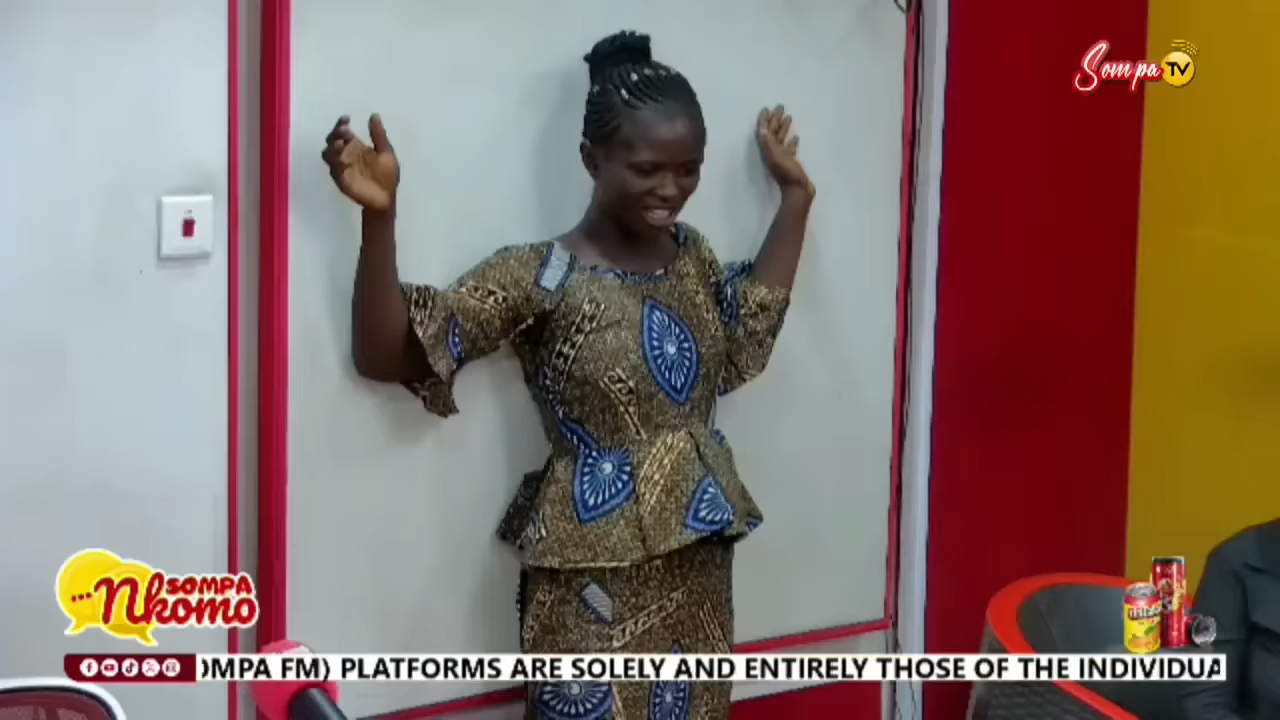 Sompa TV
...Nkomo
SOMPA
OMPA FM) PLATFORMS ARE SOLELY AND ENTIRELY THOSE OF THE INDIVIDUA